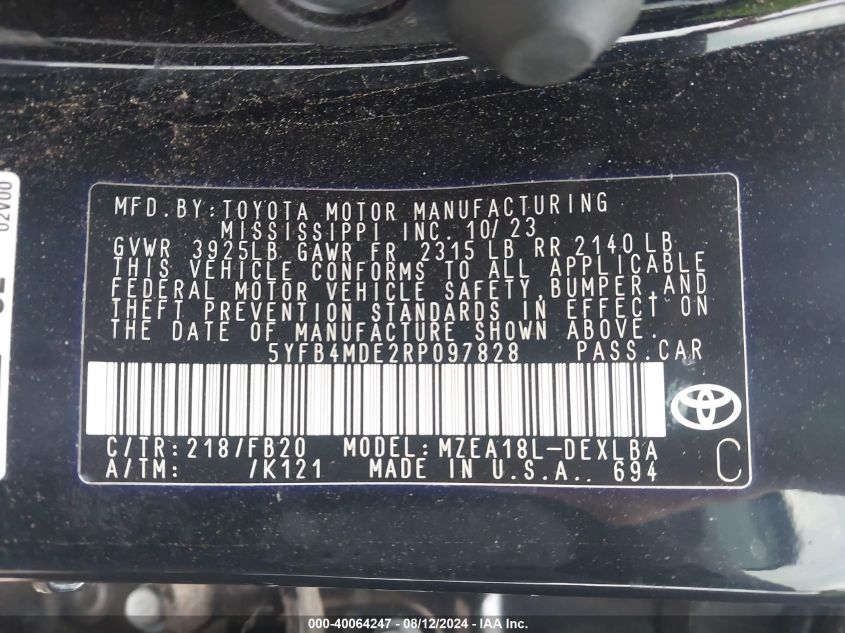 02V00
MFD.BY:TOYOTA MOTOR MANUFACTURING
MISSISSIPPI INC. 10/23
GVWR 3925LB GAWR FR 2315 LB RR 2140 LB
THIS VEHICLE CONFORMS TO ALL APPLICABLE
FEDERAL MOTOR VEHICLE SAFETY,BUMPER,AND
THEFT PREVENTION STANDARDS IN EFFECT ON
THE DATE OF MANUFACTURE SHOWN ABOVE.
5YFB4MDE2RP097828 PASS.CAR
C/TR:218/FB20 MODEL:MZEA18L-DEXLBA
A/TM: /K121 MADE IN U.S.A.. 694 C
000-40064247 - 08/12/2024 - IAA Inc.